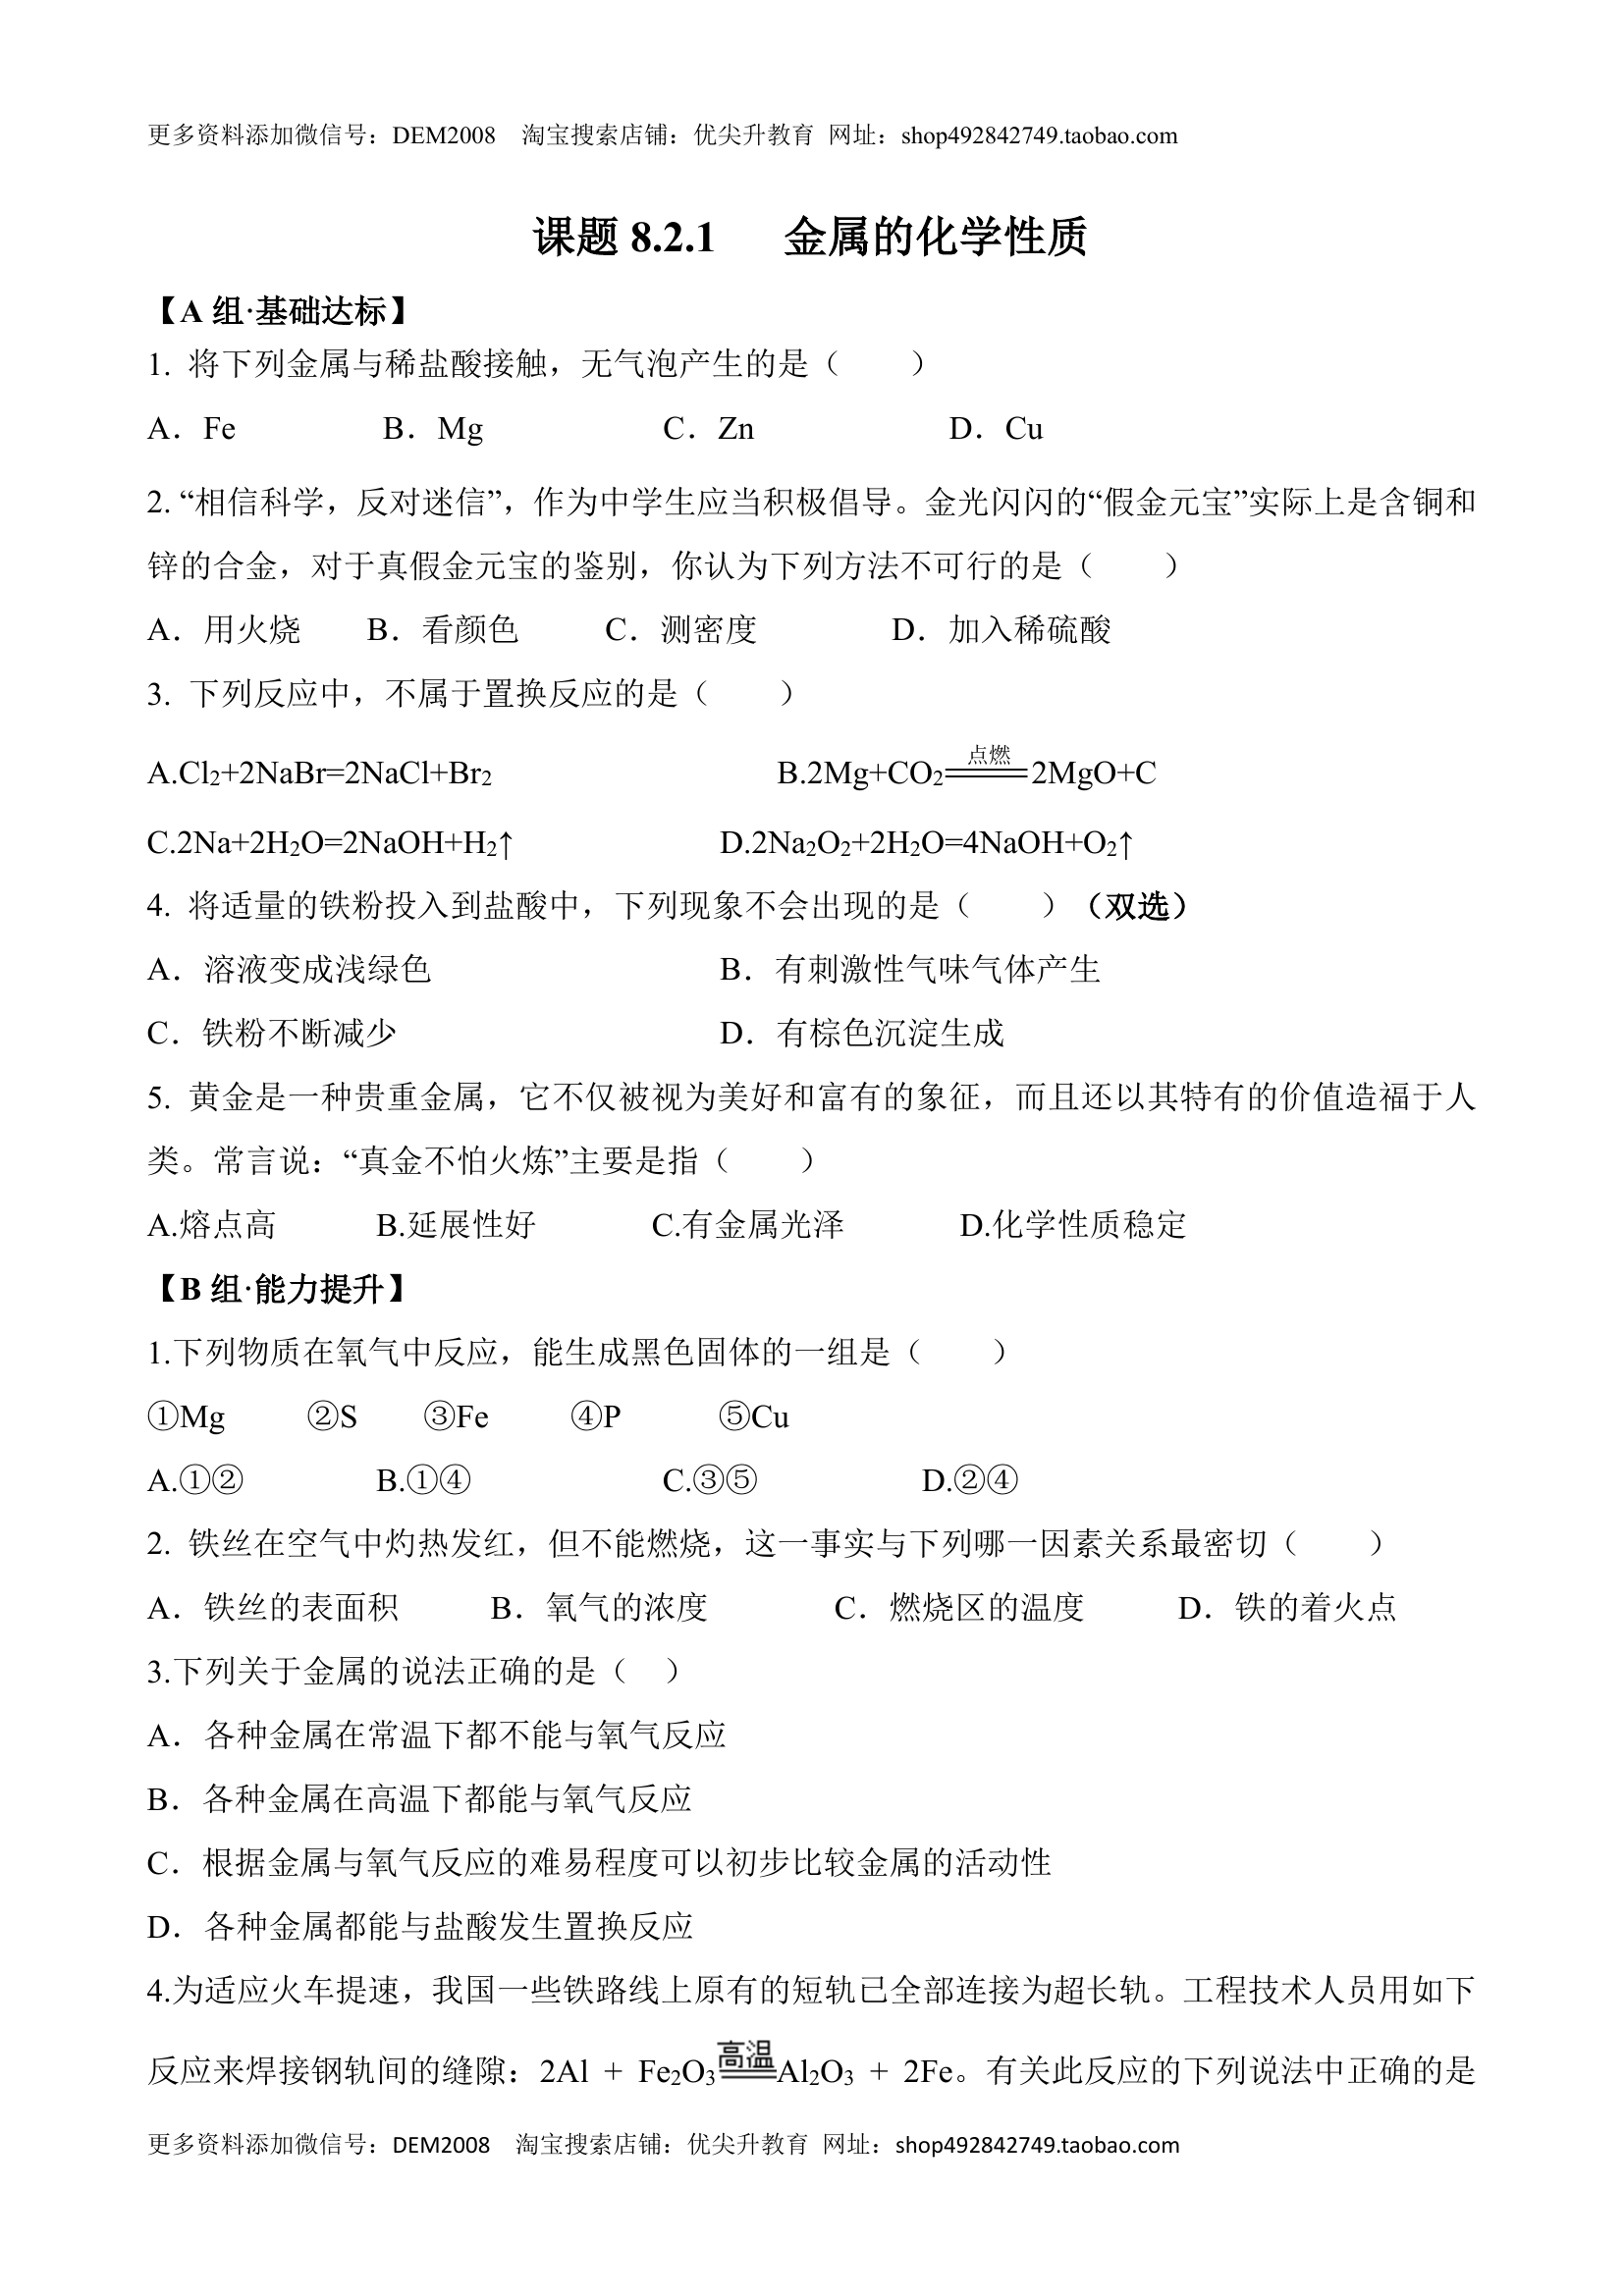 更多资料添加微信号：DEM2008 淘宝搜索店铺：优尖升教育 网址：shop492842749.taobao.com
课题 8.2.1 金属的化学性质
【A 组·基础达标】
1. 将下列金属与稀盐酸接触，无气泡产生的是（ ）
A．Fe B．Mg C．Zn D．Cu
2. “相信科学，反对迷信”，作为中学生应当积极倡导。金光闪闪的“假金元宝”实际上是含铜和
锌的合金，对于真假金元宝的鉴别，你认为下列方法不可行的是（ ）
A．用火烧 B．看颜色 C．测密度 D．加入稀硫酸
3. 下列反应中，不属于置换反应的是（ ）
A.Cl₂+2NaBr=2NaCl+Br₂ B.2Mg+CO₂ 点燃 2MgO+C
C.2Na+2H₂O=2NaOH+H₂↑ D.2Na₂O₂+2H₂O=4NaOH+O₂↑
4. 将适量的铁粉投入到盐酸中，下列现象不会出现的是（ ）（双选）
A．溶液变成浅绿色 B．有刺激性气味气体产生
C．铁粉不断减少 D．有棕色沉淀生成
5. 黄金是一种贵重金属，它不仅被视为美好和富有的象征，而且还以其特有的价值造福于人
类。常言说：“真金不怕火炼”主要是指（ ）
A.熔点高 B.延展性好 C.有金属光泽 D.化学性质稳定
【B 组·能力提升】
1.下列物质在氧气中反应，能生成黑色固体的一组是（ ）
①Mg ②S ③Fe ④P ⑤Cu
A.①② B.①④ C.③⑤ D.②④
2. 铁丝在空气中灼热发红，但不能燃烧，这一事实与下列哪一因素关系最密切（ ）
A．铁丝的表面积 B．氧气的浓度 C．燃烧区的温度 D．铁的着火点
3.下列关于金属的说法正确的是（ ）
A．各种金属在常温下都不能与氧气反应
B．各种金属在高温下都能与氧气反应
C．根据金属与氧气反应的难易程度可以初步比较金属的活动性
D．各种金属都能与盐酸发生置换反应
4.为适应火车提速，我国一些铁路线上原有的短轨已全部连接为超长轨。工程技术人员用如下
反应来焊接钢轨间的缝隙：2Al + Fe₂O₃ 高温 Al₂O₃ + 2Fe。有关此反应的下列说法中正确的是
更多资料添加微信号：DEM2008 淘宝搜索店铺：优尖升教育 网址：shop492842749.taobao.com